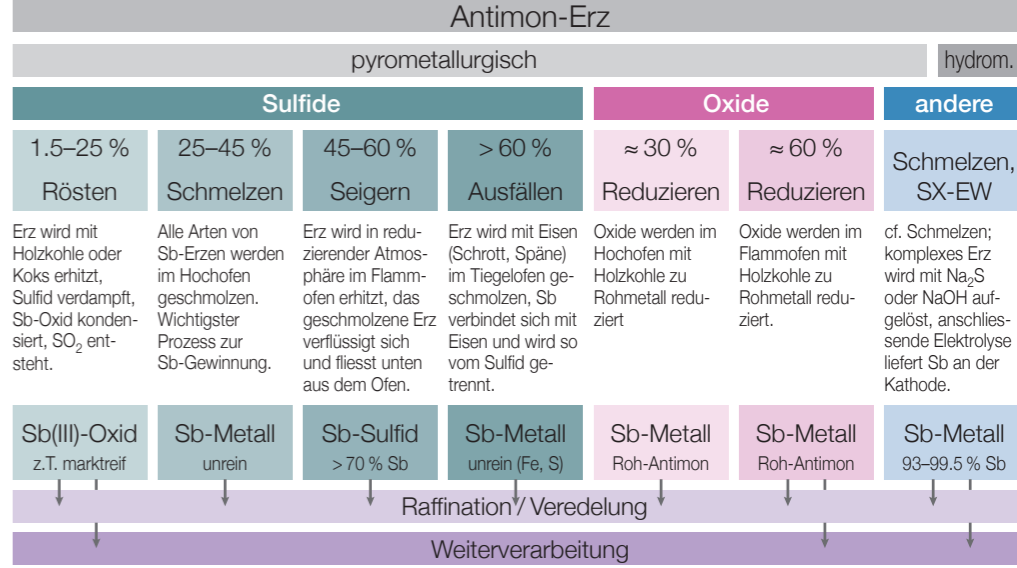 Antimon-Erz
pyrometallurgisch
hydrom.
Sulfide
Oxide
andere
1.5–25 %
Rösten
25–45 %
Schmelzen
45–60 %
Seigern
> 60 %
Ausfällen
≈ 30 %
Reduzieren
≈ 60 %
Reduzieren
Schmelzen,
SX-EW
Erz wird mit
Holzkohle oder
Koks erhitzt,
Sulfid verdampft,
Sb-Oxid konden-
siert, SO₂ ent-
steht.
Alle Arten von
Sb-Erzen werden
im Hochofen
geschmolzen.
Wichtigster
Prozess zur
Sb-Gewinnung.
Erz wird in redu-
zierender Atmos-
phäre im Flamm-
ofen erhitzt, das
geschmolzene Erz
verflüssigt sich
und fliesst unten
aus dem Ofen.
Erz wird mit Eisen
(Schrott, Späne)
im Tiegelofen ge-
schmolzen, Sb
verbindet sich mit
Eisen und wird so
vom Sulfid ge-
trennt.
Oxide werden im
Hochofen mit
Holzkohle zu
Rohmetall redu-
ziert
Oxide werden im
Flammofen mit
Holzkohle zu
Rohmetall redu-
ziert.
cf. Schmelzen;
komplexes Erz
wird mit Na₂S
oder NaOH auf-
gelöst, anschlies-
sende Elektrolyse
liefert Sb an der
Kathode.
Sb(III)-Oxid
z.T. marktreif
Sb-Metall
unrein
Sb-Sulfid
> 70 % Sb
Sb-Metall
unrein (Fe, S)
Sb-Metall
Roh-Antimon
Sb-Metall
Roh-Antimon
Sb-Metall
93–99.5 % Sb
Raffination / Veredelung
Weiterverarbeitung